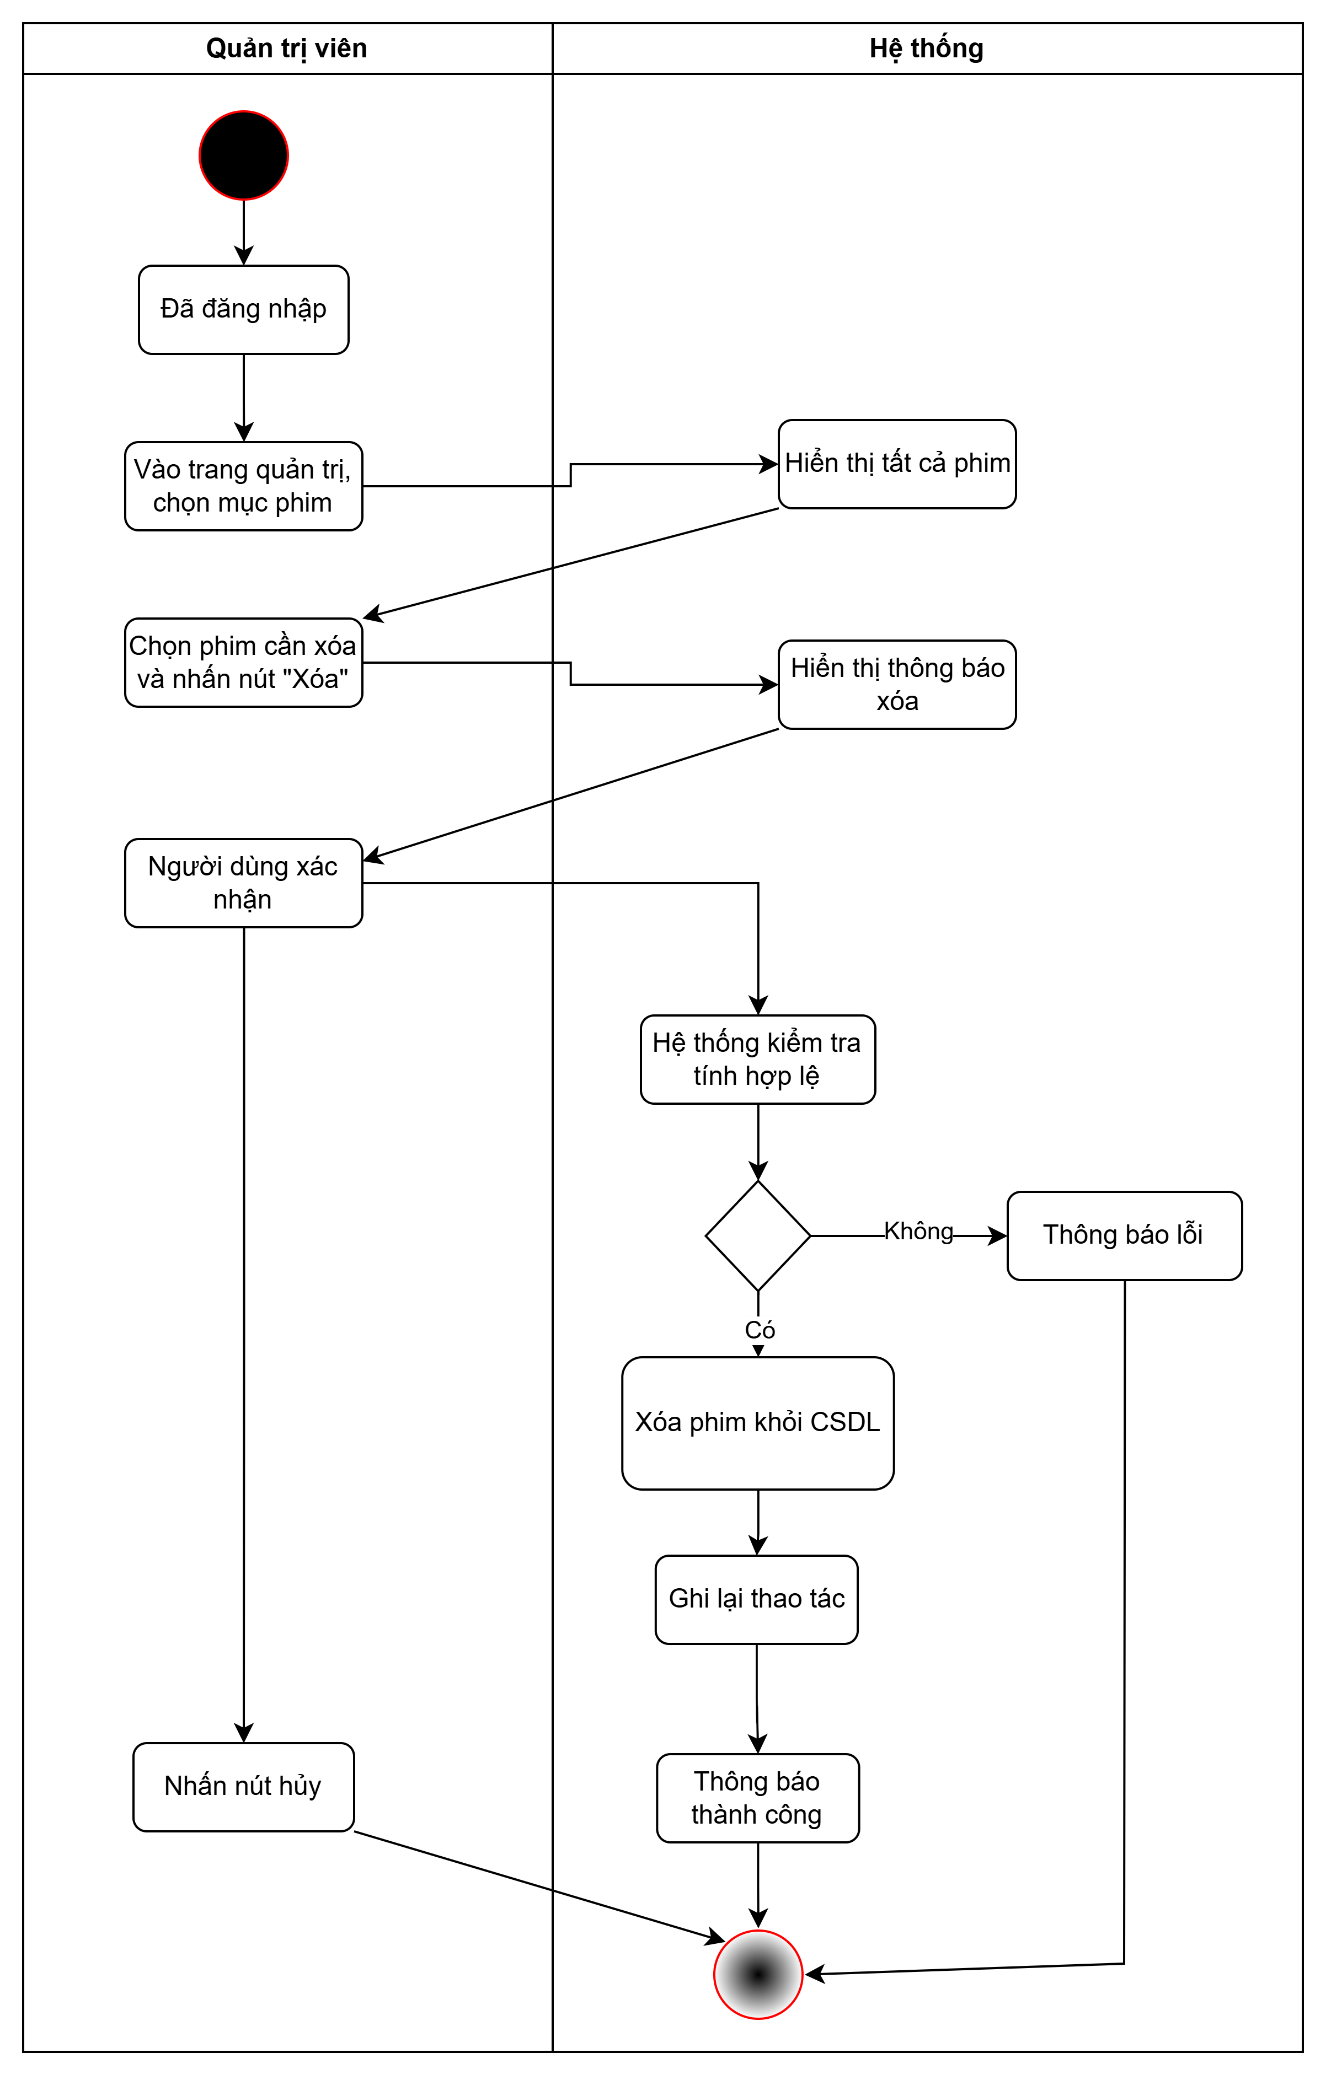 Quản trị viên
Hệ thống
Đã đăng nhập
Vào trang quản trị,
chọn mục phim
Hiển thị tất cả phim
Chọn phim cần xóa
và nhấn nút "Xóa"
Hiển thị thông báo
xóa
Người dùng xác
nhận
Hệ thống kiểm tra
tính hợp lệ
Không
Thông báo lỗi
Có
Xóa phim khỏi CSDL
Ghi lại thao tác
Nhấn nút hủy
Thông báo
thành công